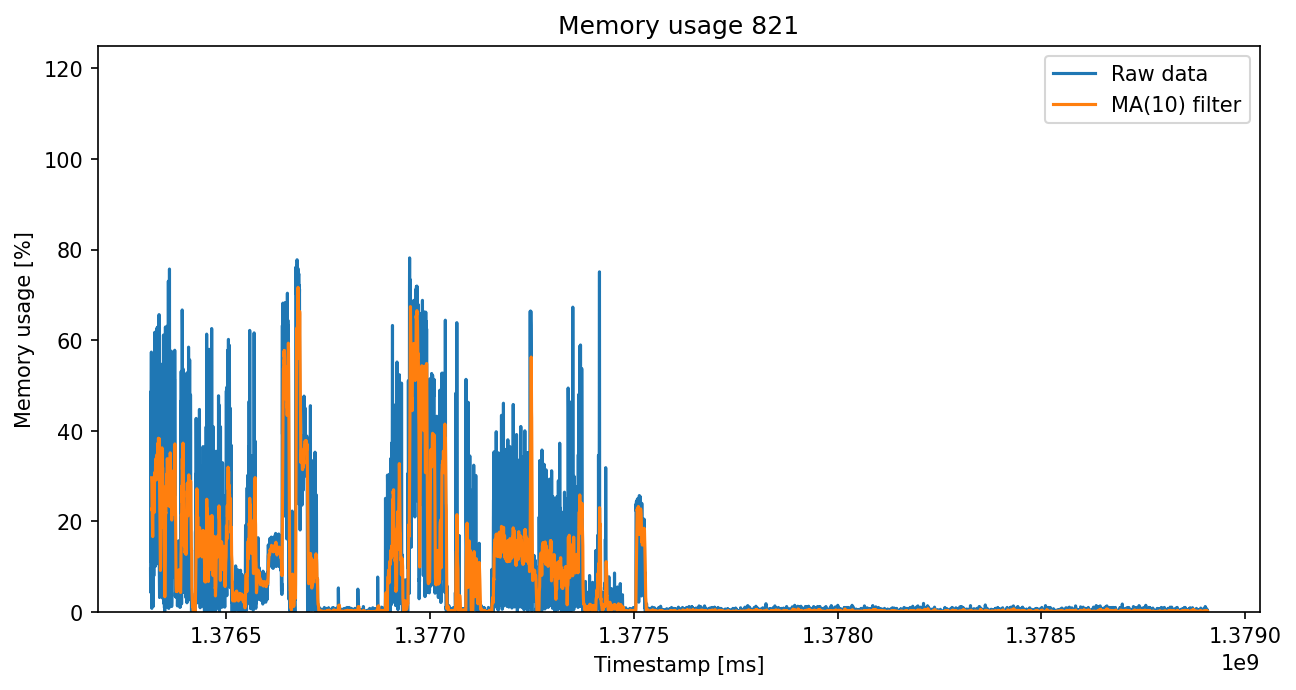 Memory usage 821
Raw data
MA(10) filter
Memory usage [%]
120
100
80
60
40
20
0
1.3765 1.3770 1.3775 1.3780 1.3785 1.3790
1e9
Timestamp [ms]